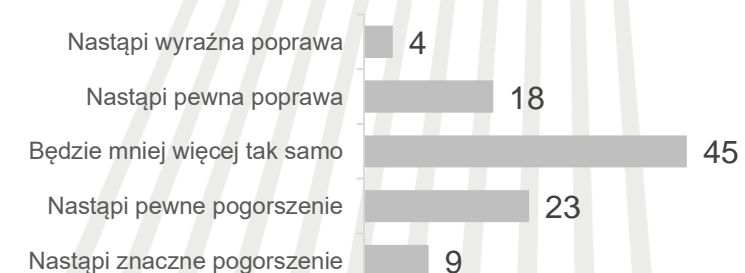 Nastąpi wyraźna poprawa 4
Nastąpi pewna poprawa 18
Będzie mniej więcej tak samo 45
Nastąpi pewne pogorszenie 23
Nastąpi znaczne pogorszenie 9